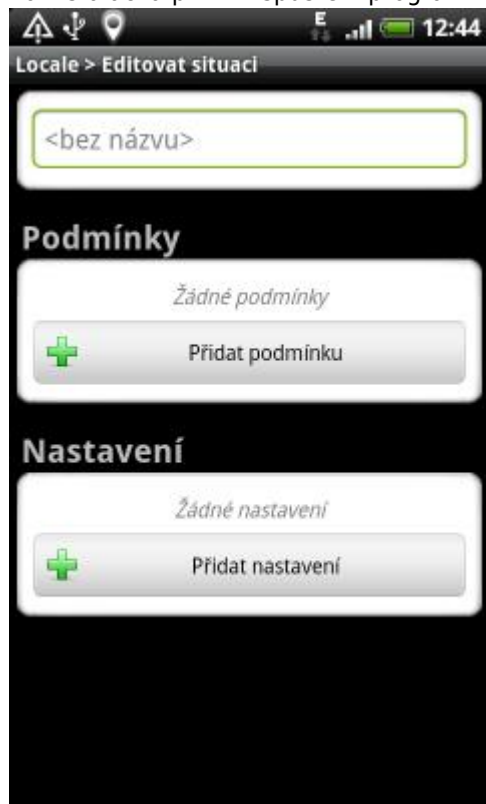 E 12:44
Locale > Editovat situaci
<bez názvu>
Podmínky
Žádné podmínky
Přidat podmínku
Nastavení
Žádné nastavení
Přidat nastavení